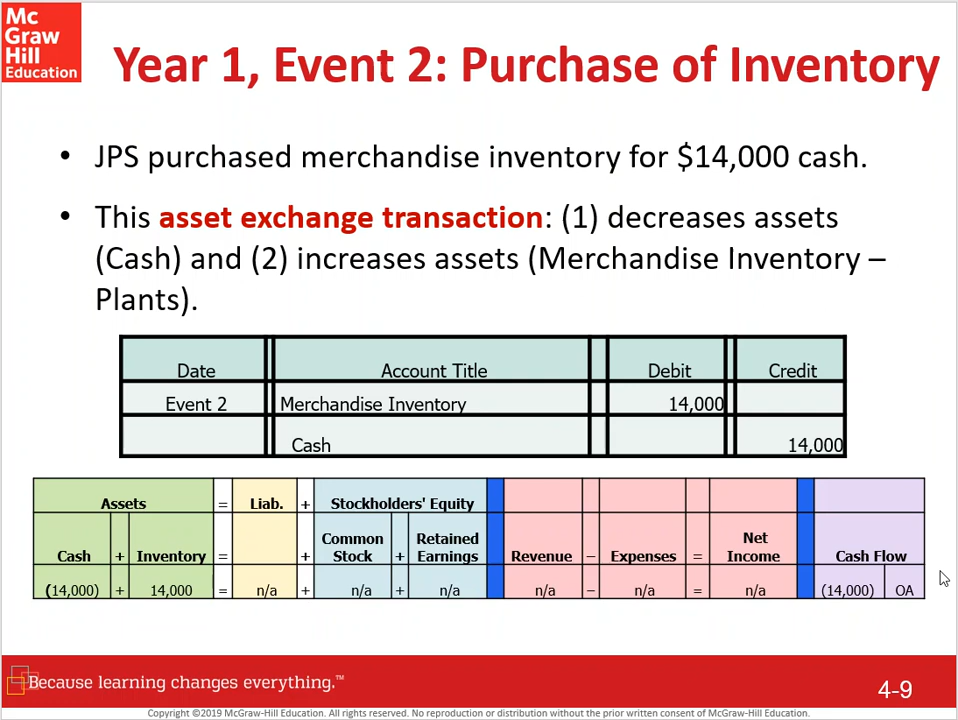 Mc
Graw
Hill
Education
Year 1, Event 2: Purchase of Inventory
• JPS purchased merchandise inventory for $14,000 cash.
• This asset exchange transaction: (1) decreases assets
(Cash) and (2) increases assets (Merchandise Inventory –
Plants).
Date Account Title Debit Credit
Event 2 Merchandise Inventory 14,000
Cash 14,000
Assets = Liab. + Stockholders' Equity
Common Retained Net
Cash + Inventory = + Stock + Earnings Revenue – Expenses = Income Cash Flow
(14,000) + 14,000 = n/a + n/a + n/a n/a – n/a = n/a (14,000) OA
Because learning changes everything.™
4-9
Copyright ©2019 McGraw-Hill Education. All rights reserved. No reproduction or distribution without the prior written consent of McGraw-Hill Education.